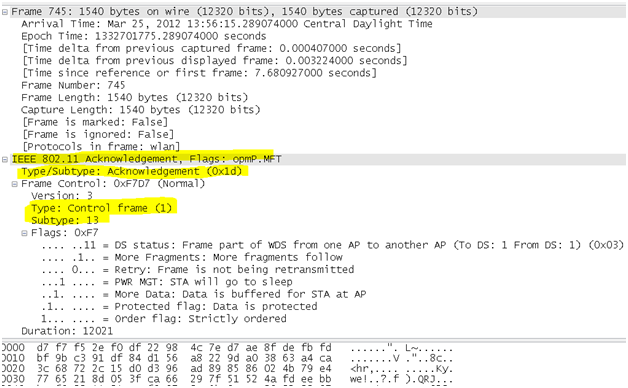 Frame 745: 1540 bytes on wire (12320 bits), 1540 bytes captured (12320 bits)
Arrival Time: Mar 25, 2012 13:56:15.289074000 Central Daylight Time
Epoch Time: 1332701775.289074000 seconds
[Time delta from previous captured frame: 0.000407000 seconds]
[Time delta from previous displayed frame: 0.003224000 seconds]
[Time since reference or first frame: 7.680927000 seconds]
Frame Number: 745
Frame Length: 1540 bytes (12320 bits)
Capture Length: 1540 bytes (12320 bits)
[Frame is marked: False]
[Frame is ignored: False]
[Protocols in frame: wlan]
IEEE 802.11 Acknowledgement, Flags: opmP.MFT
Type/Subtype: Acknowledgement (0x1d)
Frame Control: 0xF7D7 (Normal)
Version: 3
Type: Control frame (1)
Subtype: 13
Flags: 0xF7
.... ..11 = DS status: Frame part of WDS from one AP to another AP (To DS: 1 From DS: 1) (0x03)
.... .1.. = More Fragments: More fragments follow
.... 0... = Retry: Frame is not being retransmitted
...1 .... = PWR MGT: STA will go to sleep
..1. .... = More Data: Data is buffered for STA at AP
.1.. .... = Protected flag: Data is protected
1... .... = Order flag: Strictly ordered
Duration: 12021
0000 d7 f7 f5 2e f0 df 22 98 4c 7e d7 ae 8f de fb fd ......". L~......
0010 bf 9b c3 91 df 84 d1 56 a8 22 9d a0 38 63 a4 ca .......V ."..8c..
0020 3c 68 72 2c 15 d0 d3 96 ad 89 85 86 02 4b 79 e4 <hr,.... .....Ky.
0030 77 65 21 8d 05 3f ca 66 29 7f 51 52 4a fd ee bb we!..?.f ).QRJ...